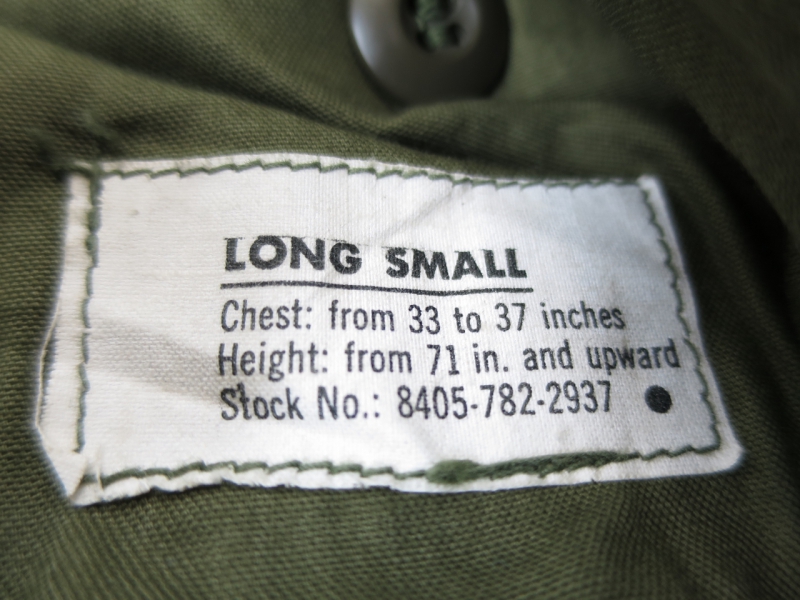 LONG SMALL
Chest: from 33 to 37 inches
Height: from 71 in. and upward
Stock No.: 8405-782-2937